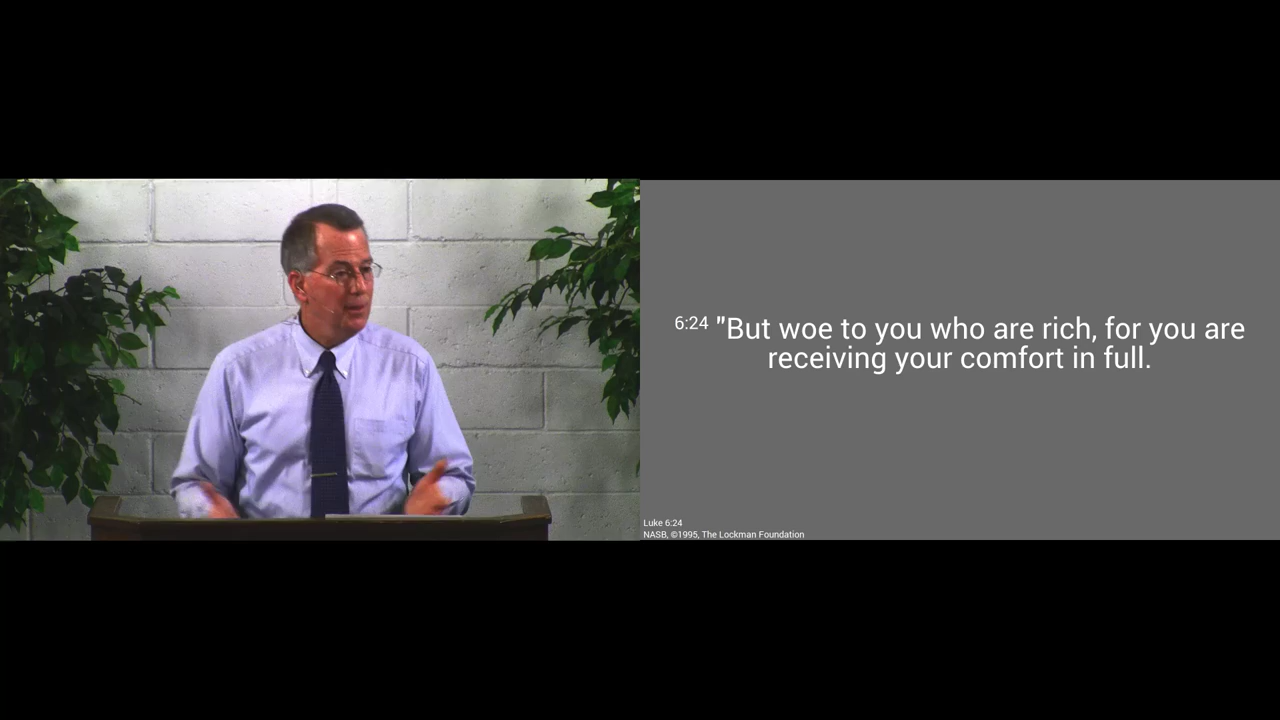 6:24 "But woe to you who are rich, for you are
receiving your comfort in full.
Luke 6:24
NASB, ©1995, The Lockman Foundation